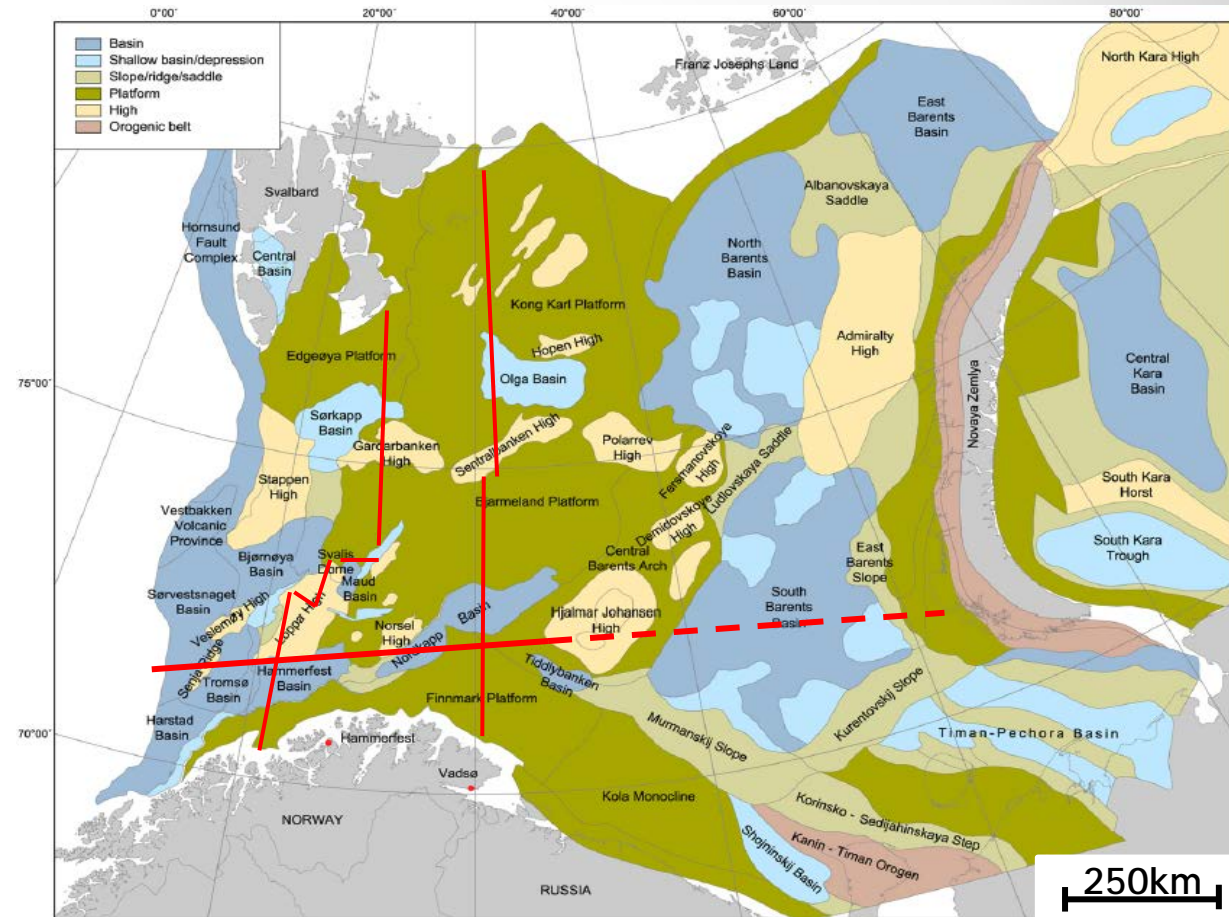 0°00'
20°00'
40°00'
60°00'
80°00'
Basin
Shallow basin/depression
Slope/ridge/saddle
Platform
High
Orogenic belt
Franz Josephs Land
North Kara High
East
Barents
Basin
Svalbard
Albanovskaya
Saddle
Hornsund
Fault
Complex
Central
Basin
North
Barents
Basin
Kong Karl Platform
Admiralty
High
Hopen High
Edgeøya Platform
Olga Basin
75°00'
Central
Kara
Basin
Novaya Zemlya
Sørkapp
Basin
Gardarbanken
High
Sentralbanken High
Polarrev
High
Fersmanovskoye
High
Ludlovskaya Saddle
Stappen
High
South Kara
Horst
Bjarmeland Platform
Vestbakken
Volcanic
Province
Demidovskoye
High
South Kara
Trough
Bjørnøya
Basin
Svalis
Dome
Maud
Basin
Central
Barents Arch
East
Barents
Slope
Sørvestsnaget
Basin
Veslemøy High
Loppa High
South
Barents
Basin
Hjalmar Johansen
High
Norsel
High
Nordkapp
Basin
Senja Ridge
Hammerfest
Basin
Tromsø
Basin
Tiddlybanken
Basin
Finnmark Platform
Kurentovskij Slope
Harstad
Basin
Murmanskij Slope
Timan-Pechora Basin
70°00'
Hammerfest
Vadsø
Kola Monocline
Korinsko - Sedijahinskaya Step
NORWAY
Shojninskij Basin
Kanin - Timan Orogen
RUSSIA
250km